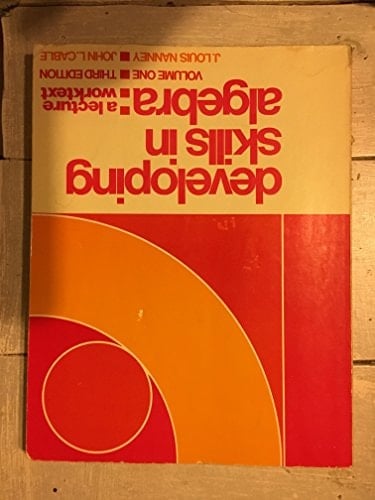 developing
skills in
algebra: a lecture
worktext
VOLUME ONE ■ THIRD EDITION
J. LOUIS NANNEY ■ JOHN L. CABLE